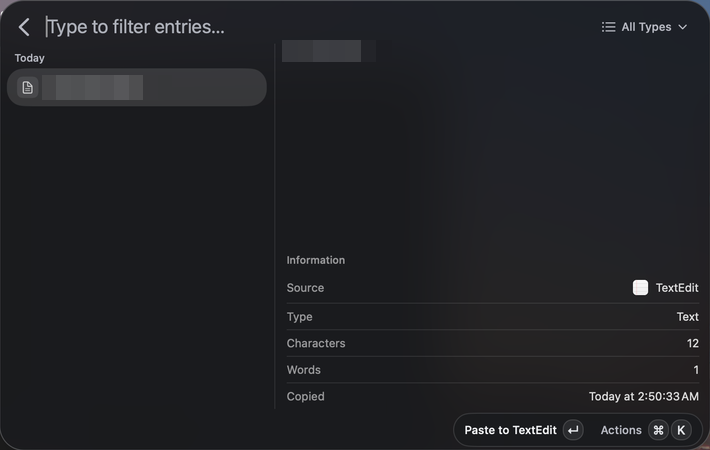 Type to filter entries...
All Types
Today
Information
Source TextEdit
Type Text
Characters 12
Words 1
Copied Today at 2:50:33 AM
Paste to TextEdit ↵ Actions ⌘ K